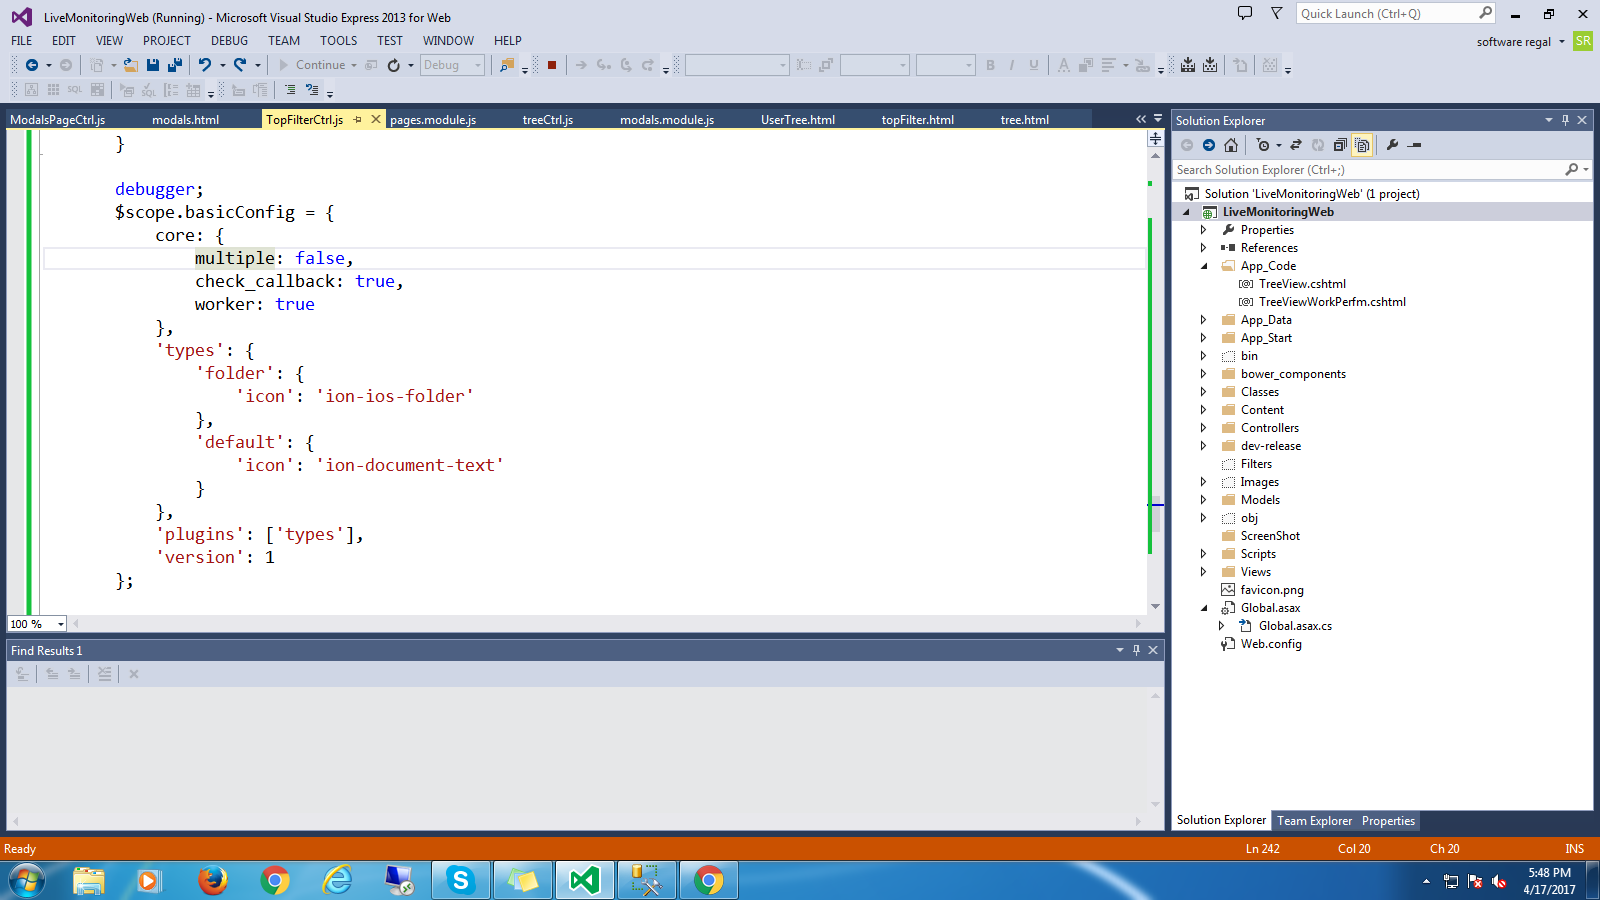 LiveMonitoringWeb (Running) - Microsoft Visual Studio Express 2013 for Web
Quick Launch (Ctrl+Q)
FILE EDIT VIEW PROJECT DEBUG TEAM TOOLS TEST WINDOW HELP
software regal SR
Continue Debug
ModalsPageCtrl.js modals.html TopFilterCtrl.js pages.module.js treeCtrl.js modals.module.js UserTree.html topFilter.html tree.html
}
debugger;
$scope.basicConfig = {
core: {
multiple: false,
check_callback: true,
worker: true
},
'types': {
'folder': {
'icon': 'ion-ios-folder'
},
'default': {
'icon': 'ion-document-text'
}
},
'plugins': ['types'],
'version': 1
};
100 %
Find Results 1
Solution Explorer
Search Solution Explorer (Ctrl+;)
Solution 'LiveMonitoringWeb' (1 project)
LiveMonitoringWeb
Properties
References
App_Code
TreeView.cshtml
TreeViewWorkPerfm.cshtml
App_Data
App_Start
bin
bower_components
Classes
Content
Controllers
dev-release
Filters
Images
Models
obj
ScreenShot
Scripts
Views
favicon.png
Global.asax
Global.asax.cs
Web.config
Solution Explorer Team Explorer Properties
Ready Ln 242 Col 20 Ch 20 INS
5:48 PM
4/17/2017